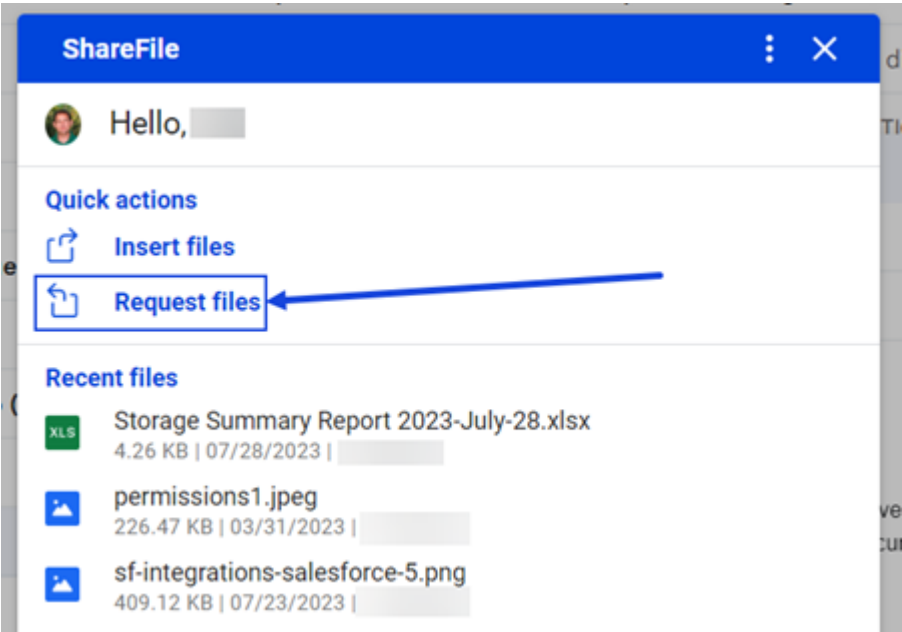 ShareFile
Hello,
Quick actions
Insert files
Request files
Recent files
XLS
Storage Summary Report 2023-July-28.xlsx
4.26 KB | 07/28/2023 |
permissions1.jpeg
226.47 KB | 03/31/2023 |
sf-integrations-salesforce-5.png
409.12 KB | 07/23/2023 |